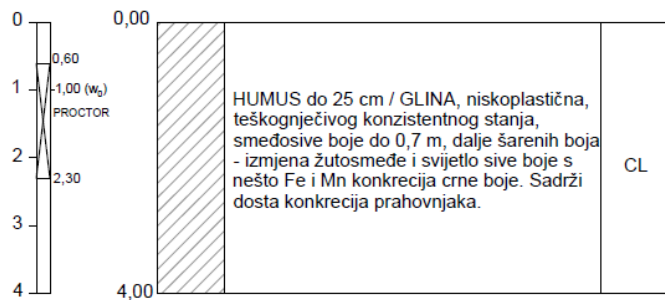 0
0,00
0,60
1
1,00 (w₀)
PROCTOR
HUMUS do 25 cm / GLINA, niskoplastična,
teškognječivog konzistentnog stanja,
smeđosive boje do 0,7 m, dalje šarenih boja
- izmjena žutosmeđe i svijetlo sive boje s
nešto Fe i Mn konkrecija crne boje. Sadrži
dosta konkrecija prahovnjaka.
CL
2
2,30
3
4
4,00